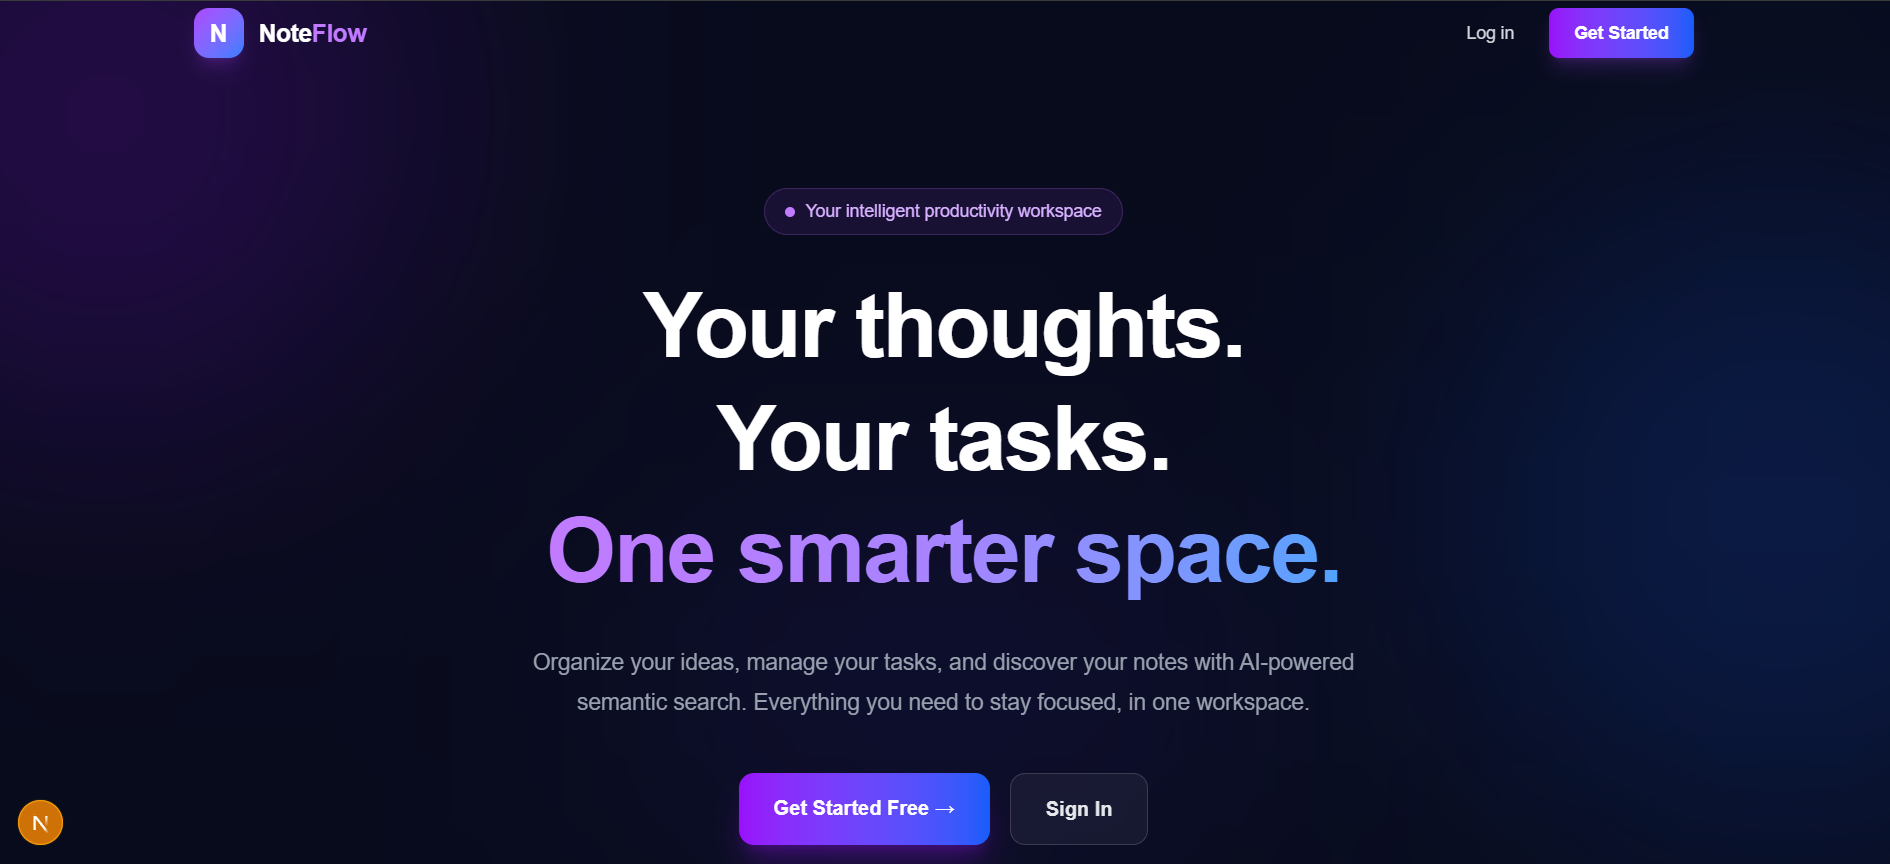 N NoteFlow
Log in
Get Started
Your intelligent productivity workspace
Your thoughts.
Your tasks.
One smarter space.
Organize your ideas, manage your tasks, and discover your notes with AI-powered
semantic search. Everything you need to stay focused, in one workspace.
Get Started Free →
Sign In
N